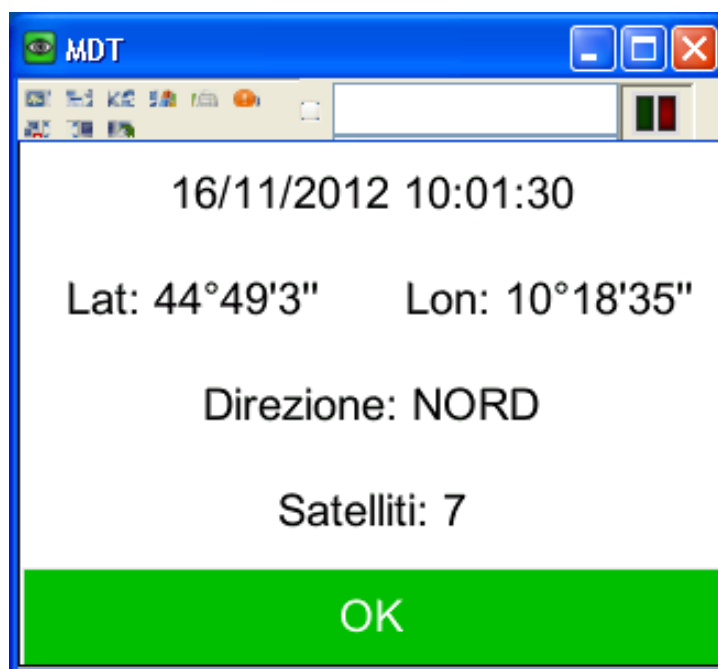 MDT
16/11/2012 10:01:30
Lat: 44°49'3" Lon: 10°18'35"
Direzione: NORD
Satelliti: 7
OK